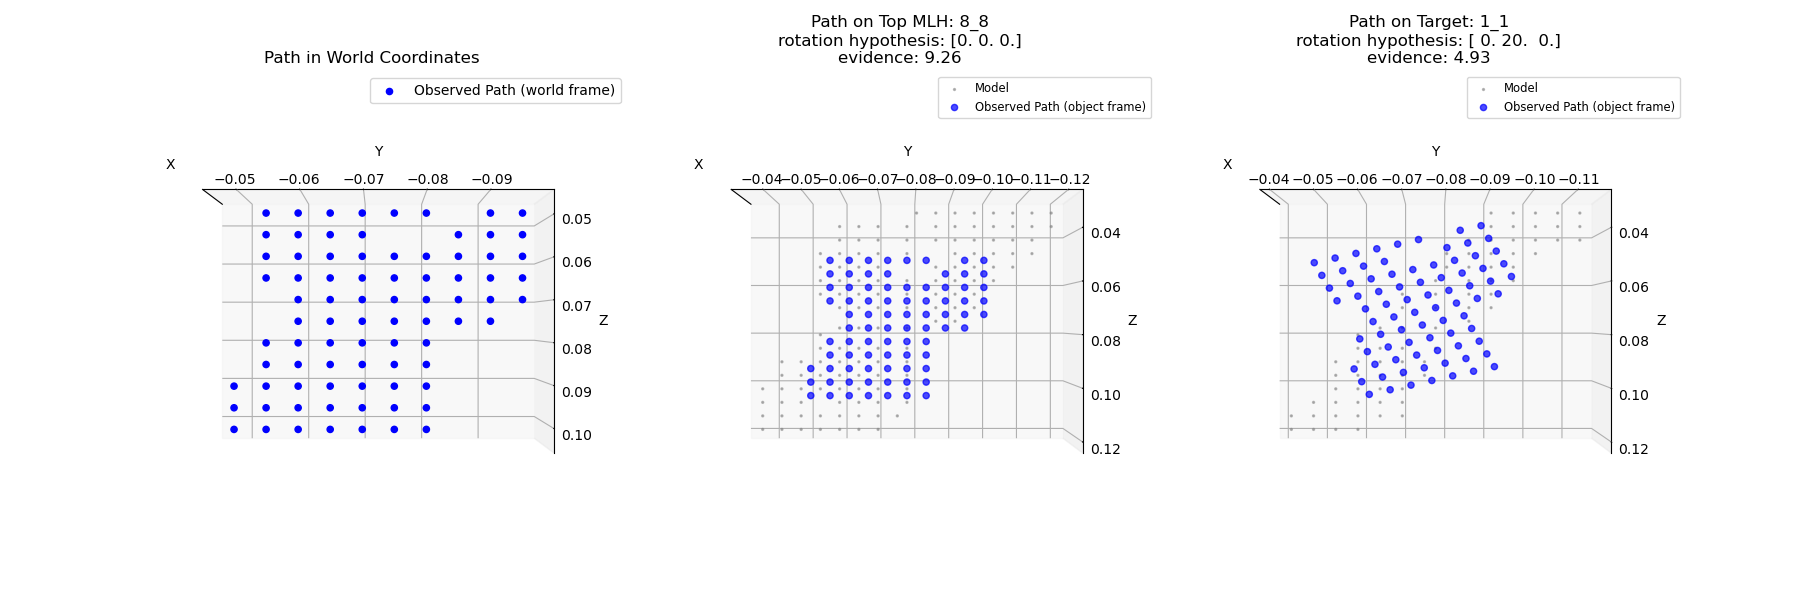 Path in World Coordinates
Observed Path (world frame)
X
Y
−0.05 −0.06 −0.07 −0.08 −0.09
0.05
0.06
0.07
Z
0.08
0.09
0.10
Path on Top MLH: 8_8
rotation hypothesis: [0. 0. 0.]
evidence: 9.26
Model
Observed Path (object frame)
X
Y
−0.04 −0.05 −0.06 −0.07 −0.08 −0.09 −0.10 −0.11 −0.12
0.04
0.06
Z
0.08
0.10
0.12
Path on Target: 1_1
rotation hypothesis: [ 0. 20.  0.]
evidence: 4.93
Model
Observed Path (object frame)
X
Y
−0.04 −0.05 −0.06 −0.07 −0.08 −0.09 −0.10 −0.11
0.04
0.06
Z
0.08
0.10
0.12